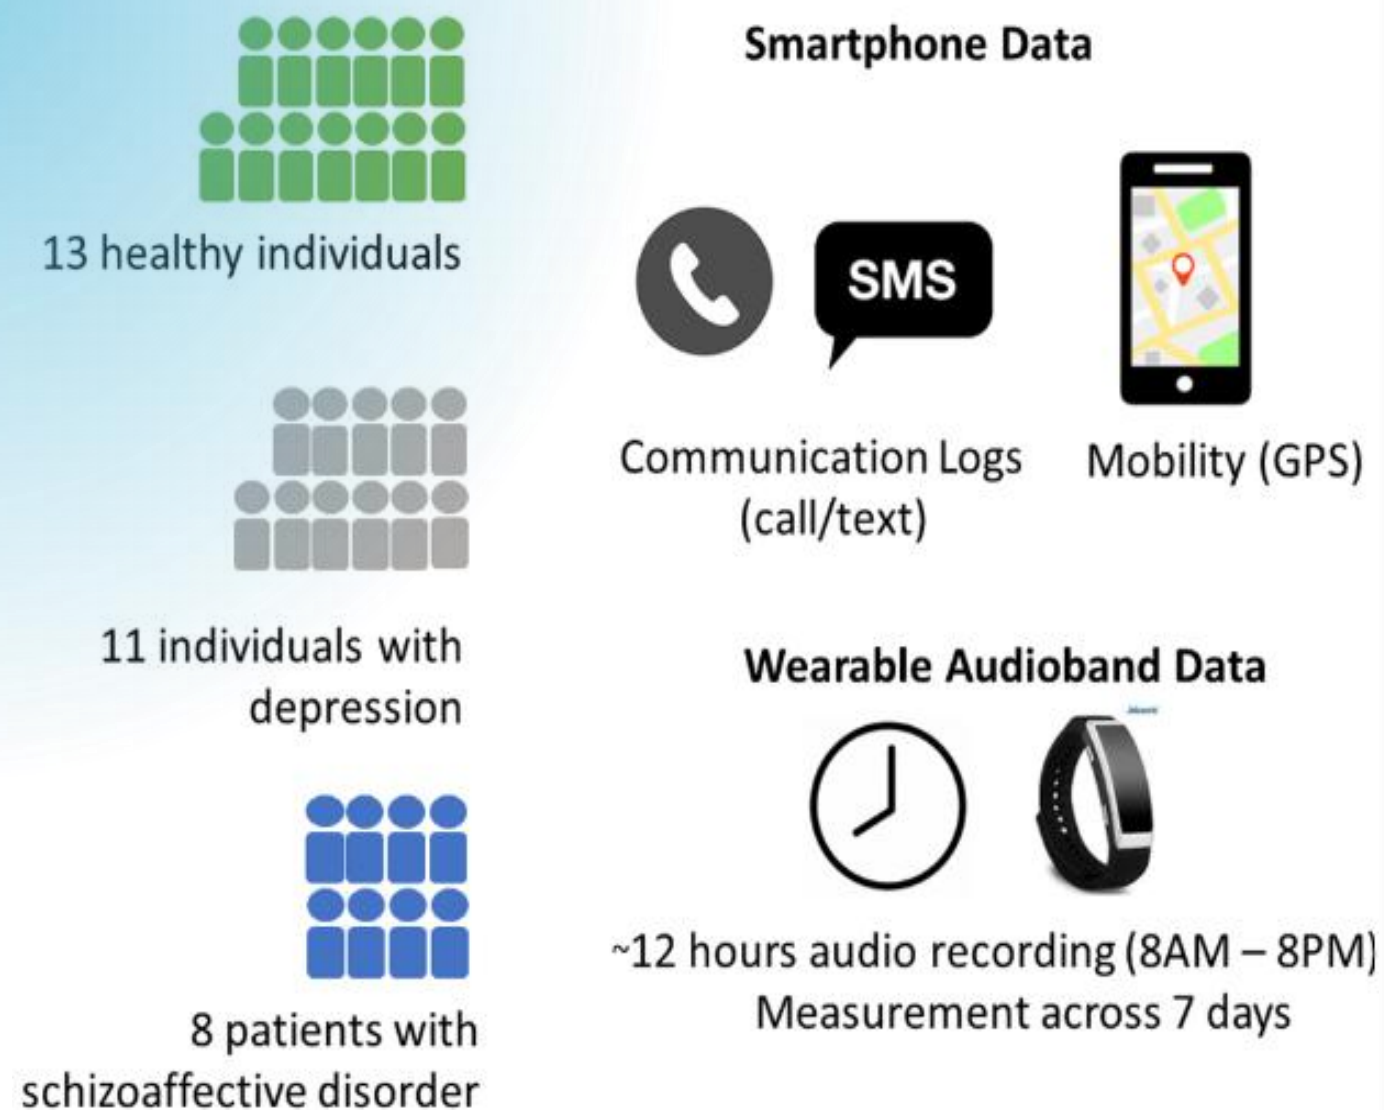 13 healthy individuals
11 individuals with
depression
8 patients with
schizoaffective disorder
Smartphone Data
SMS
Communication Logs
(call/text)
Mobility (GPS)
Wearable Audioband Data
~12 hours audio recording (8AM – 8PM)
Measurement across 7 days